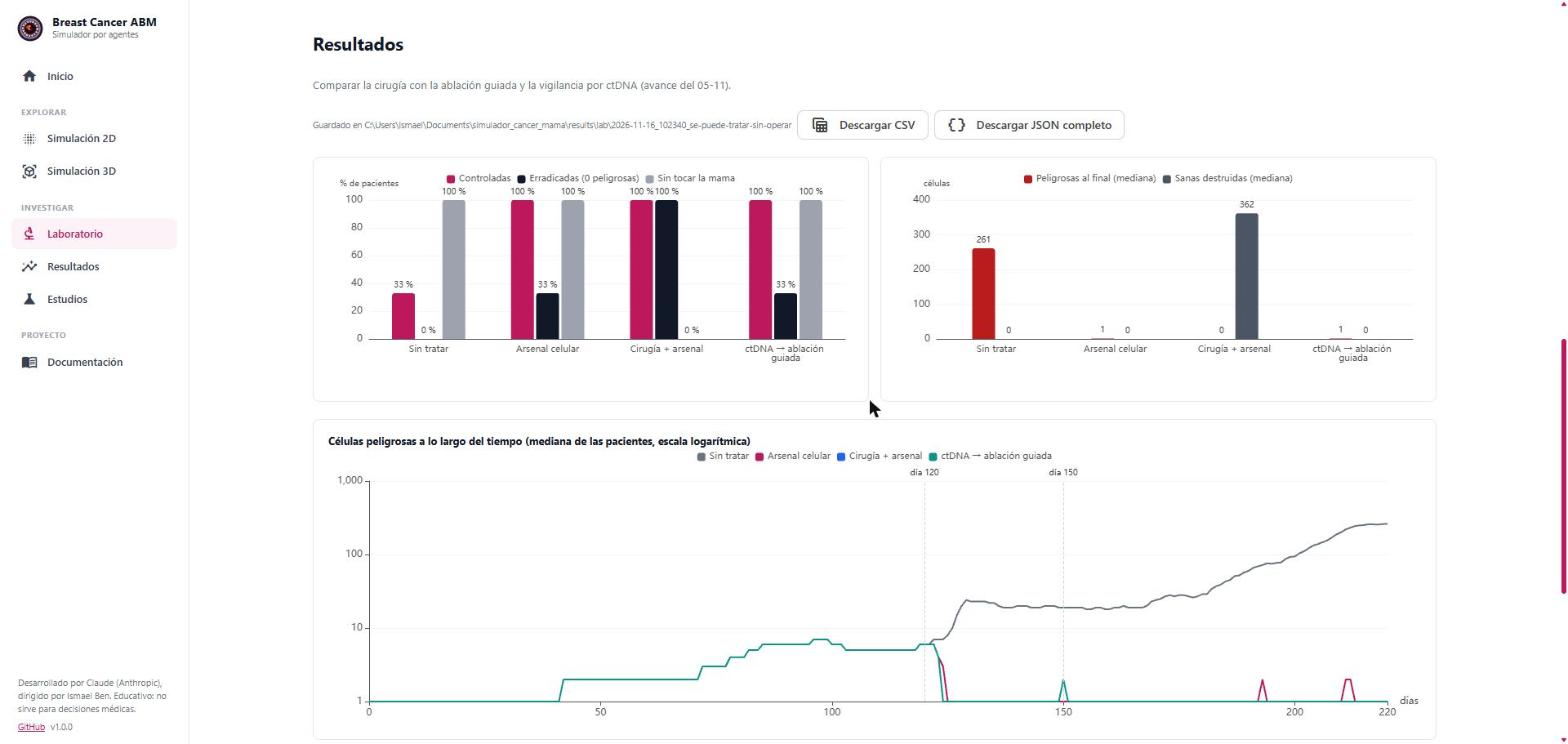 Breast Cancer ABM
Simulador por agentes
Inicio
EXPLORAR
Simulación 2D
Simulación 3D
INVESTIGAR
Laboratorio
Resultados
Estudios
PROYECTO
Documentación
Desarrollado por Claude (Anthropic),
dirigido por Ismael Ben. Educativo: no
sirve para decisiones médicas.
GitHub v1.0.0
Resultados
Comparar la cirugía con la ablación guiada y la vigilancia por ctDNA (avance del 05-11).
Guardado en C:\Users\Ismael\Documents\simulador_cancer_mama\results\lab\2026-11-16_102340_se-puede-tratar-sin-operar
Descargar CSV
Descargar JSON completo
% de pacientes
Controladas Erradicadas (0 peligrosos) Sin tocar la mama
100 % 100 % 100 % 100 % 100 % 100 % 100 %
100
80
60
40
33 % 33 % 33 %
20
0 % 0 %
0
Sin tratar Arsenal celular Cirugía + arsenal ctDNA → ablación
guiada
células
Peligrosas al final (mediana) Sanas destruidas (mediana)
400
362
300
261
200
100
0 1 0 0 1 0
0
Sin tratar Arsenal celular Cirugía + arsenal ctDNA → ablación
guiada
Células peligrosas a lo largo del tiempo (mediana de las pacientes, escala logarítmica)
Sin tratar Arsenal celular Cirugía + arsenal ctDNA → ablación guiada
día 120 día 150
1,000
100
10
1
0 50 100 150 200 220
días